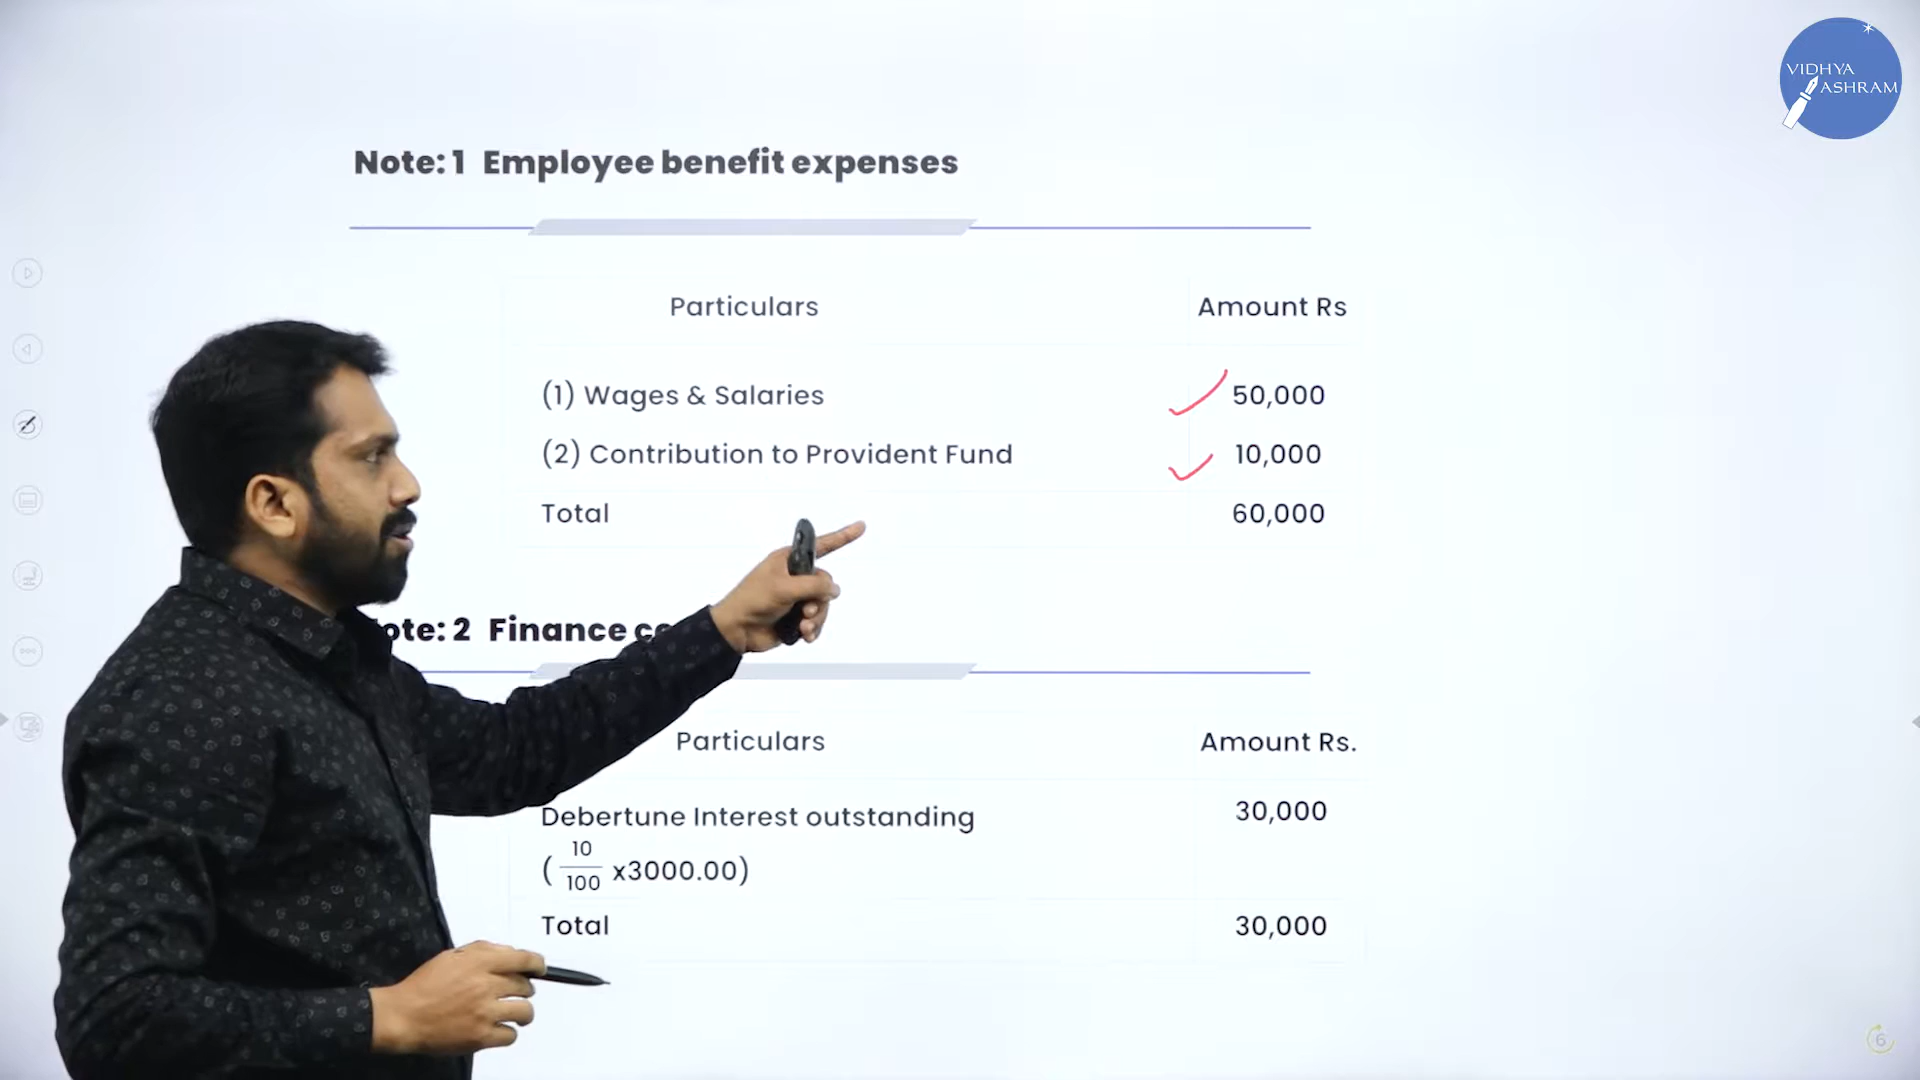 VIDHYA
ASHRAM
Note: 1 Employee benefit expenses
Particulars Amount Rs
(1) Wages & Salaries 50,000
(2) Contribution to Provident Fund 10,000
Total 60,000
ote: 2 Finance co
Particulars Amount Rs.
Debertune Interest outstanding 30,000
( 10/100 x3000.00)
Total 30,000
6